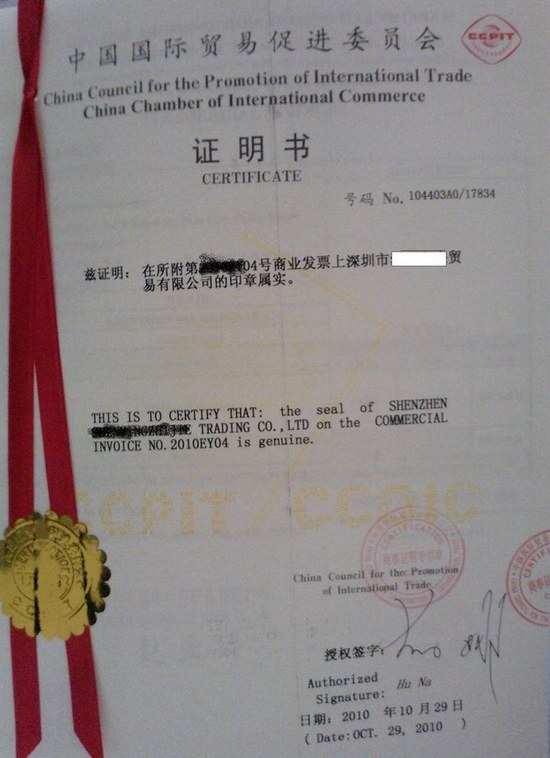 中国国际贸易促进委员会
CCPIT
China Council for the Promotion of International Trade
China Chamber of International Commerce
证明书
CERTIFICATE
号码 No. 104403A0/17834
兹证明: 在所附第 04号商业发票上深圳市 贸
易有限公司的印章属实。
THIS IS TO CERTIFY THAT: the seal of SHENZHEN
TRADING CO.,LTD on the COMMERCIAL
INVOICE NO.2010EY04 is genuine.
CCPIT/CCOIC
China Council for the Promotion
of International Trade
授权签字:
Authorized
Signature: Hu Na
日期: 2010 年10月29日
( Date:OCT. 29, 2010 )